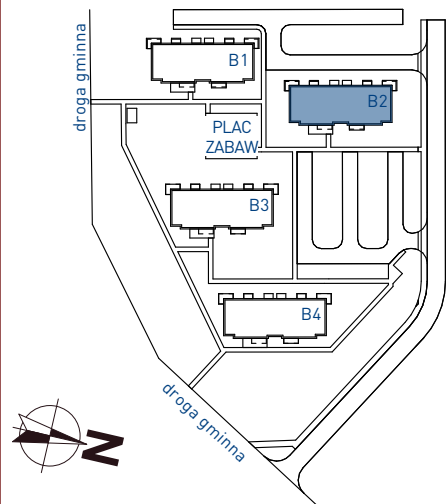 droga gminna
B1
B2
PLAC
ZABAW
B3
B4
droga gminna
N